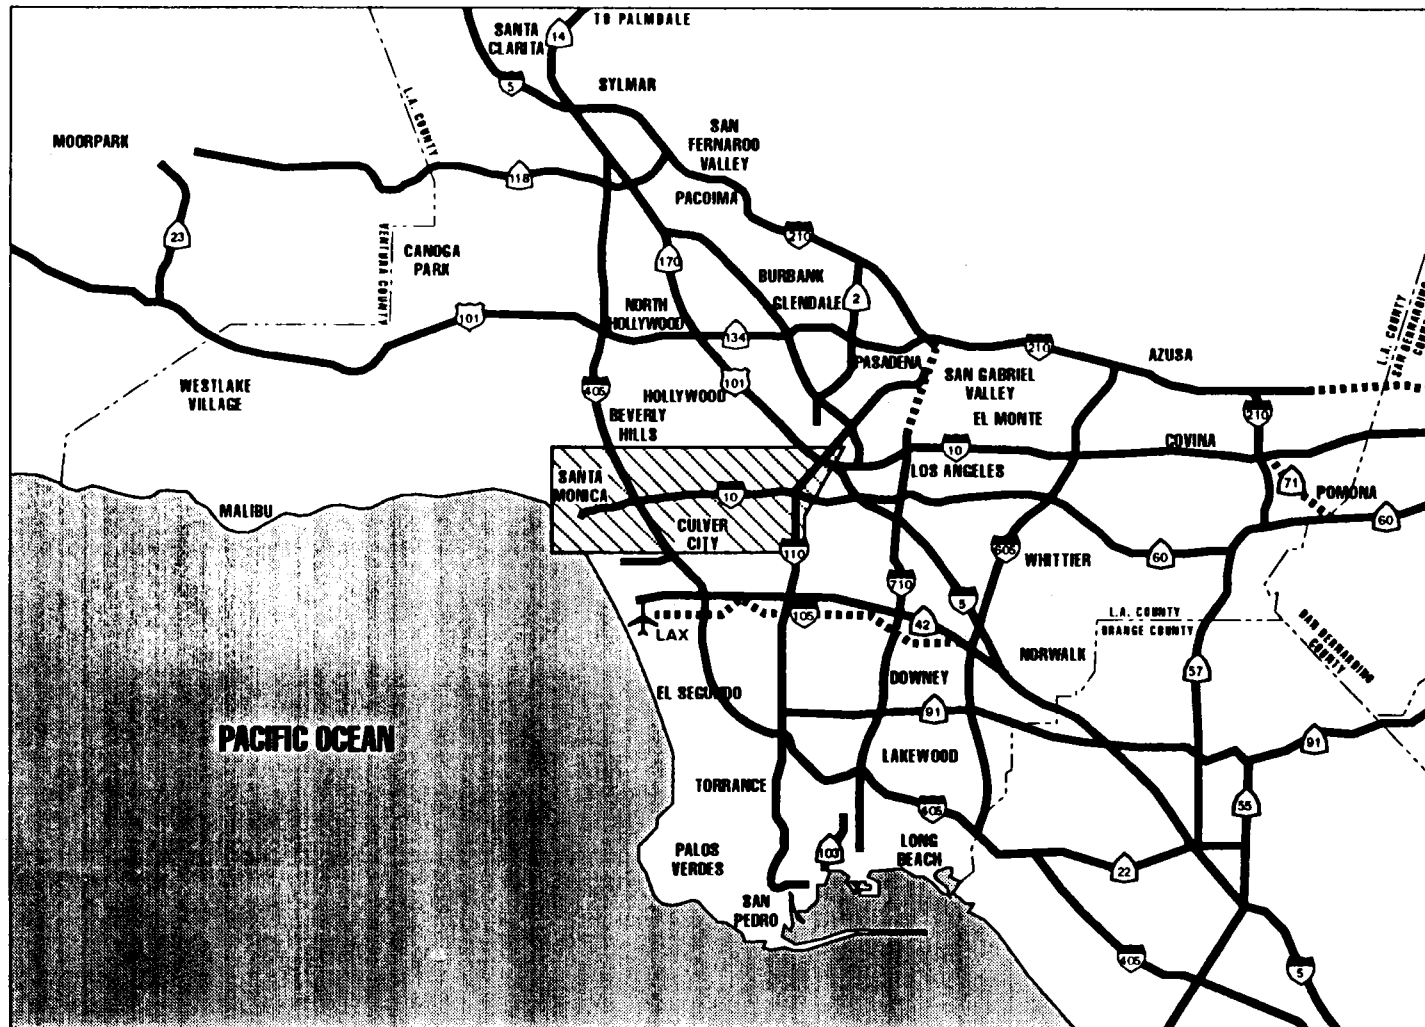 TO PALMDALE
SANTA
CLARITA
14
5
SYLMAR
L.A. COUNTY
MOORPARK
SAN
FERNARDO
VALLEY
118
PACOIMA
23
VENTURA COUNTY
CANOGA
PARK
170
210
BURBANK
GLENDALE
2
NORTH
HOLLYWOOD
101
134
L.A. COUNTY
SAN BERNARDINO
PASADENA
210
AZUSA
WESTLAKE
VILLAGE
405
HOLLYWOOD
101
SAN GABRIEL
VALLEY
BEVERLY
HILLS
EL MONTE
210
COVINA
10
LOS ANGELES
SANTA
MONICA
10
71
POMONA
60
MALIBU
CULVER
CITY
110
605
WHITTIER
60
710
5
105
42
LAX
L.A. COUNTY
ORANGE COUNTY
SAN BERNARDINO
COUNTY
NORWALK
DOWNEY
57
EL SEGUNDO
91
91
PACIFIC OCEAN
LAKEWOOD
TORRANCE
405
55
PALOS
VERDES
103
LONG
BEACH
22
SAN
PEDRO
405
5